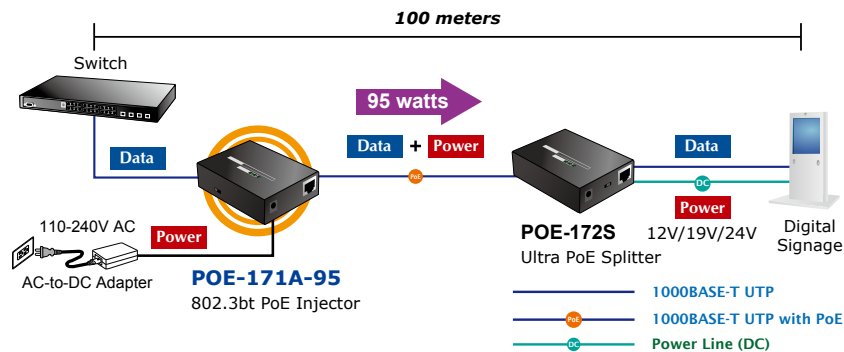 100 meters
Switch
95 watts
Data
Data + Power
PoE
Data
DC
Power
110-240V AC
Power
AC-to-DC Adapter
POE-171A-95
802.3bt PoE Injector
POE-172S
Ultra PoE Splitter
12V/19V/24V
Digital
Signage
1000BASE-T UTP
PoE
1000BASE-T UTP with PoE
DC
Power Line (DC)